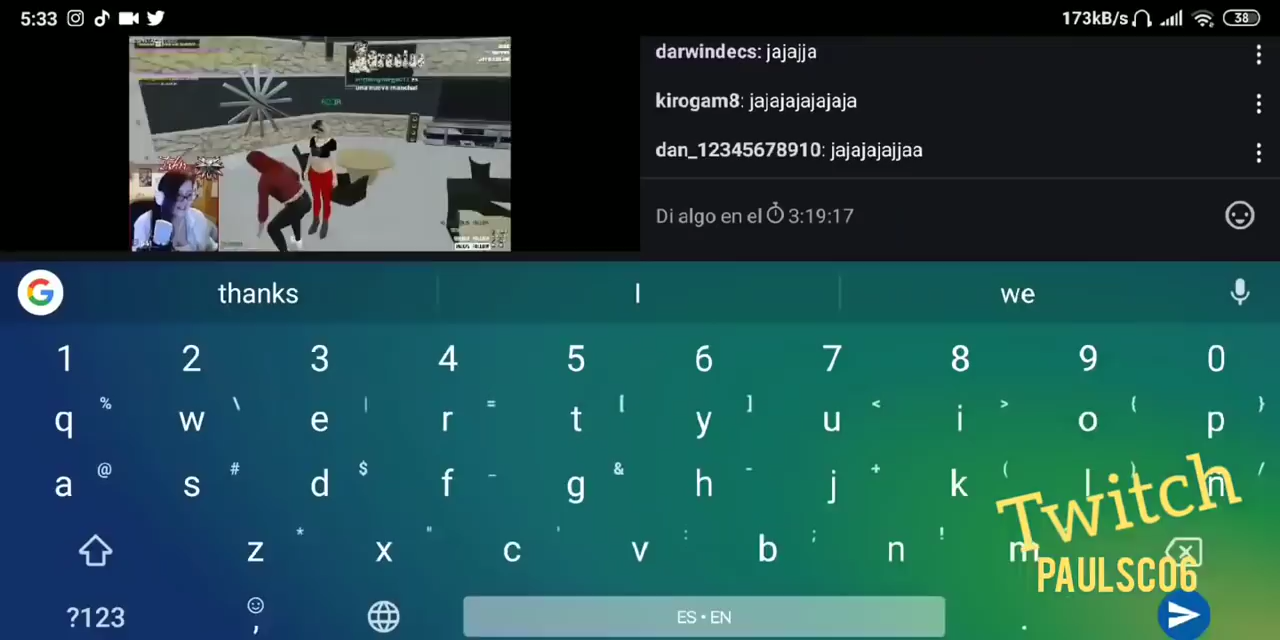 5:33
173kB/s
38
darwindecs: jajajja
kirogam8: jajajajajajaja
dan_12345678910: jajajajajjaa
Di algo en el 3:19:17
G
thanks
I
we
1 2 3 4 5 6 7 8 9 0
% \ | = [ ] < > { }
q w e r t y u i o p
@ # $ _ & - + ( ) /
a s d f g h j k l ñ
* " ' : ; !
z x c v b n m
?123
,
ES • EN
.
Twitch
PAULSC06